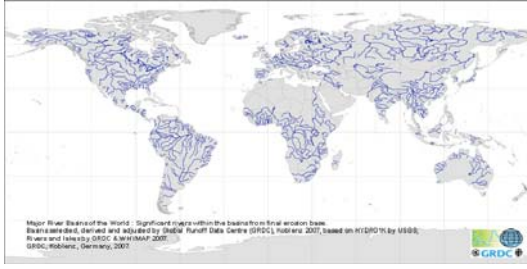 Major River Basins of the World : Significant rivers within the basins from final erosion base.
Basins selected, derived and adjusted by Global Runoff Data Centre (GRDC), Koblenz 2007, based on HYDRO1K by USGS;
Rivers and lakes by GRDC & WHYMAP 2007.
GRDC, Koblenz, Germany, 2007.
GRDC